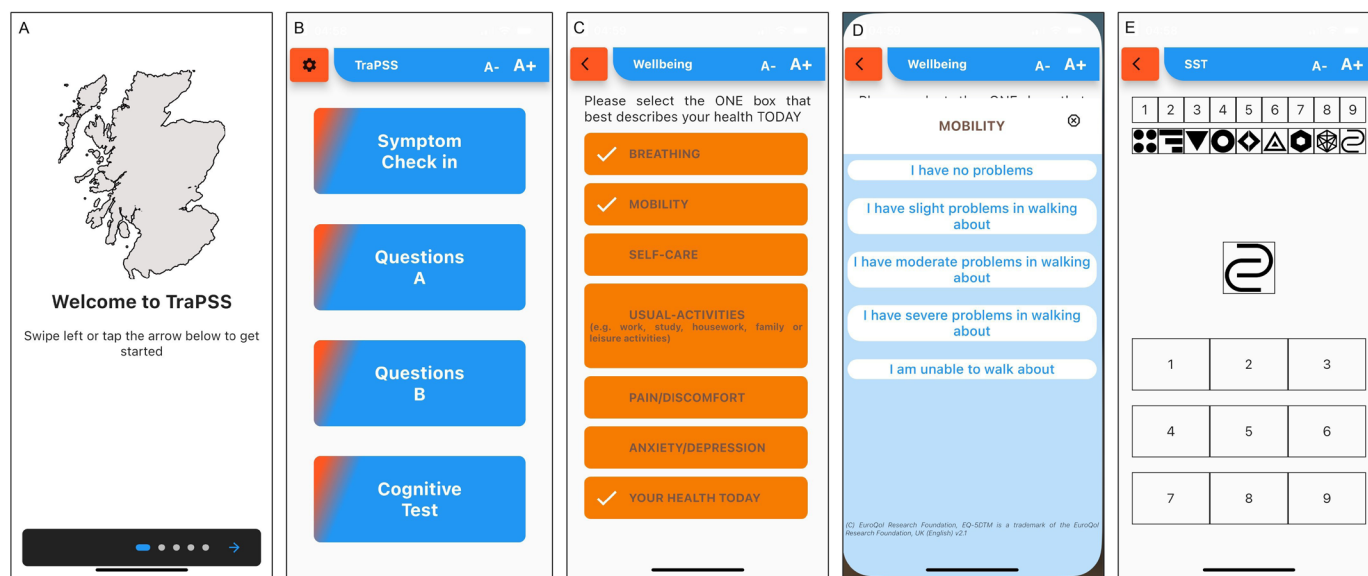 A
Welcome to TraPSS
Swipe left or tap the arrow below to get
started
B
TraPSS
A- A+
Symptom
Check in
Questions
A
Questions
B
Cognitive
Test
C
Wellbeing
A- A+
Please select the ONE box that
best describes your health TODAY
BREATHING
MOBILITY
SELF-CARE
USUAL-ACTIVITIES
(e.g. work, study, housework, family or
leisure activities)
PAIN/DISCOMFORT
ANXIETY/DEPRESSION
YOUR HEALTH TODAY
D
Wellbeing
A- A+
MOBILITY
I have no problems
I have slight problems in walking
about
I have moderate problems in walking
about
I have severe problems in walking
about
I am unable to walk about
(C) EuroQol Research Foundation, EQ-5DTM is a trademark of the EuroQol
Research Foundation, UK (English) v2.1
E
SST
A- A+
1 2 3 4 5 6 7 8 9
1 2 3
4 5 6
7 8 9